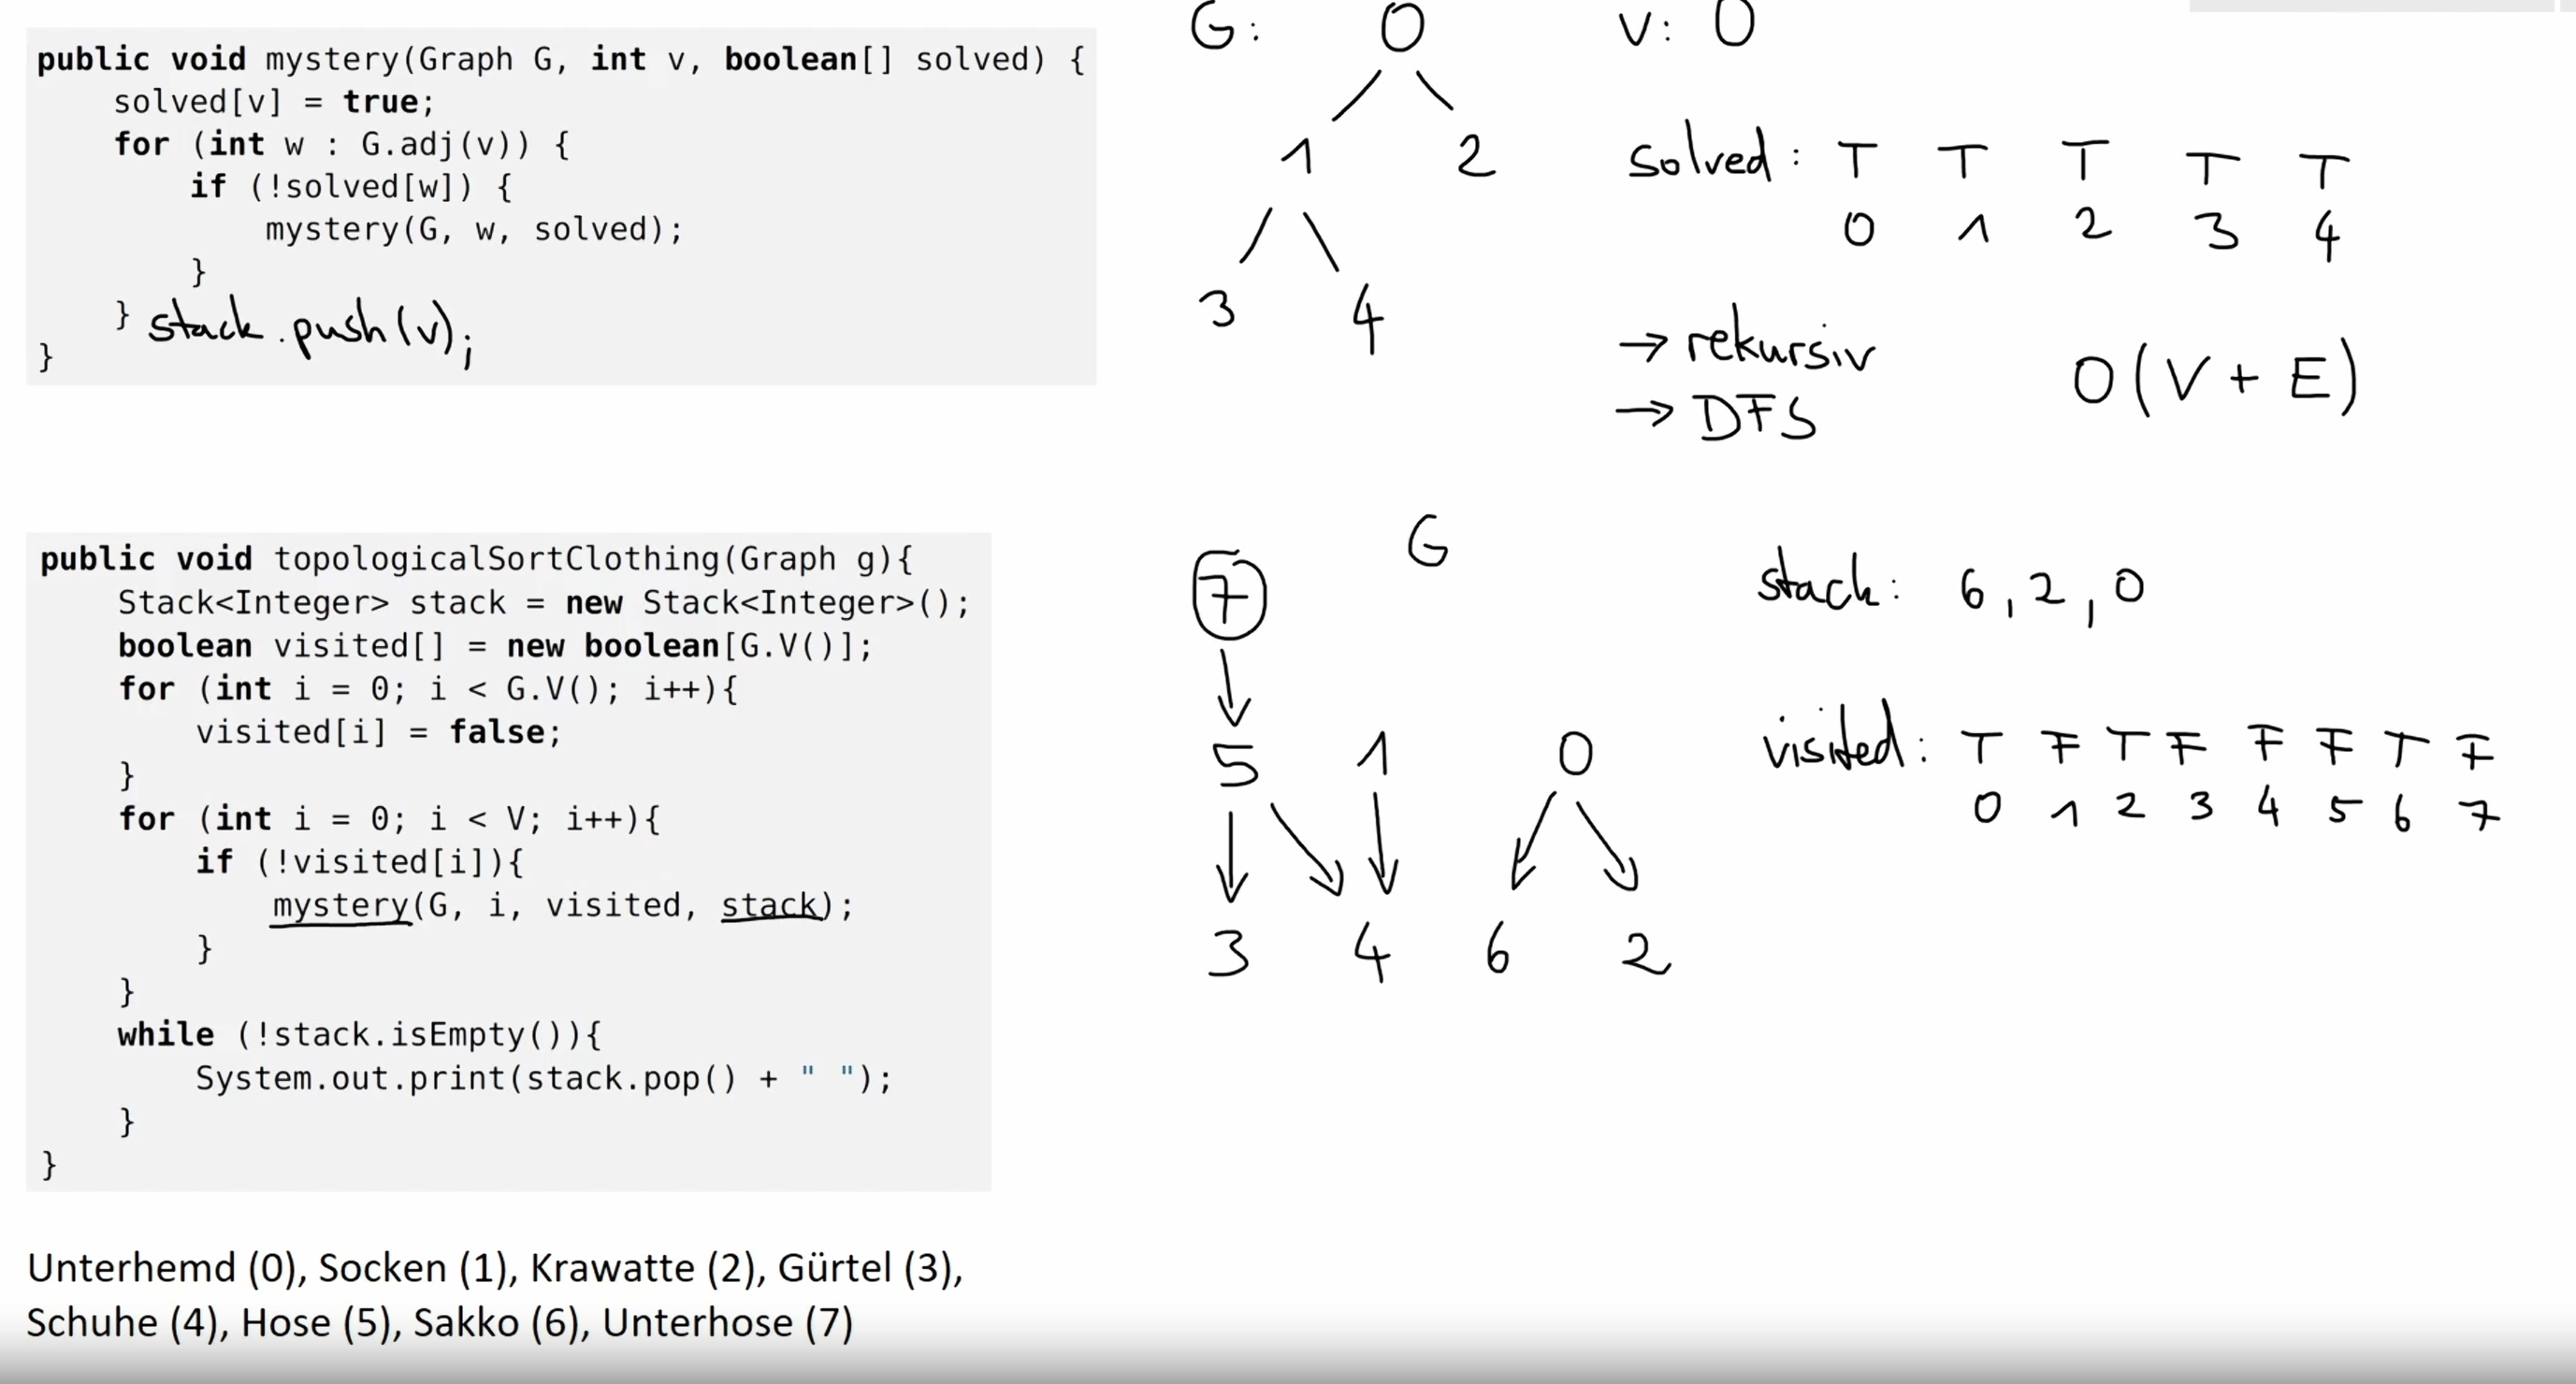 public void mystery(Graph G, int v, boolean[] solved) {
solved[v] = true;
for (int w : G.adj(v)) {
if (!solved[w]) {
mystery(G, w, solved);
}
} stack.push(v);
}
G: 0
1 2
3 4
V: 0
solved: T T T T T
0 1 2 3 4
→ rekursiv
→ DFS
O(V + E)
public void topologicalSortClothing(Graph g){
Stack<Integer> stack = new Stack<Integer>();
boolean visited[] = new boolean[G.V()];
for (int i = 0; i < G.V(); i++){
visited[i] = false;
}
for (int i = 0; i < V; i++){
if (!visited[i]){
mystery(G, i, visited, stack);
}
}
while (!stack.isEmpty()){
System.out.print(stack.pop() + " ");
}
}
G
7
5 1 0
3 4 6 2
stack: 6, 2, 0
visited: T F T F F F T F
0 1 2 3 4 5 6 7
Unterhemd (0), Socken (1), Krawatte (2), Gürtel (3),
Schuhe (4), Hose (5), Sakko (6), Unterhose (7)